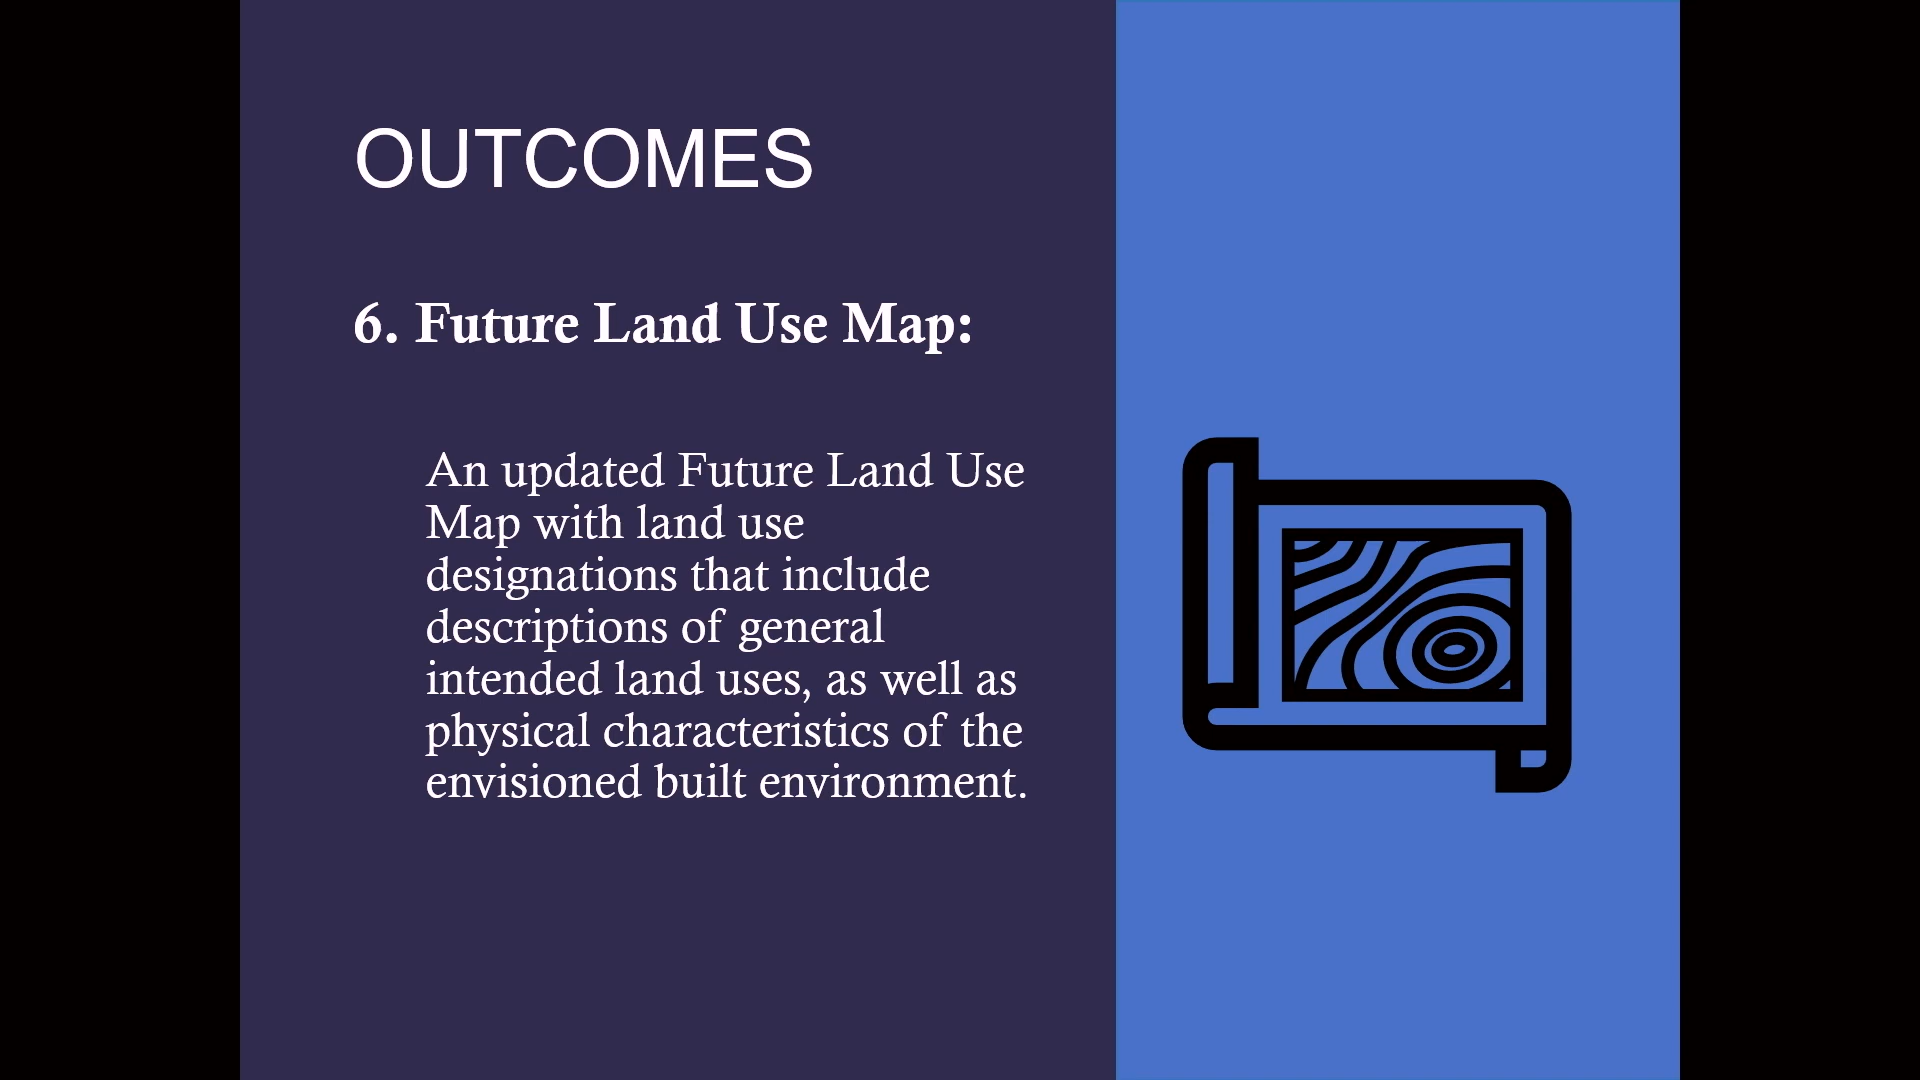 OUTCOMES
6. Future Land Use Map:
An updated Future Land Use
Map with land use
designations that include
descriptions of general
intended land uses, as well as
physical characteristics of the
envisioned built environment.